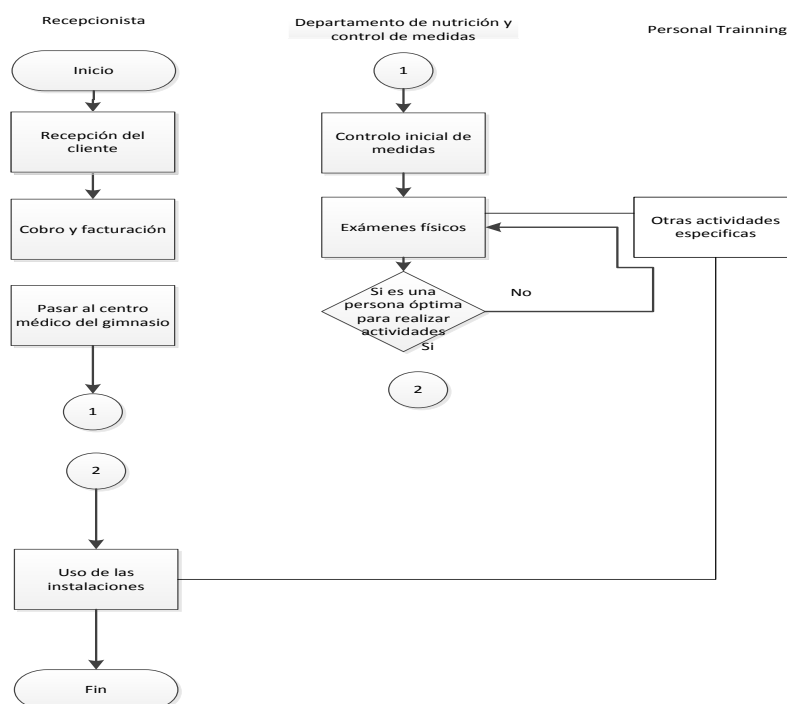 Recepcionista
Inicio
Recepción del
cliente
Cobro y facturación
Pasar al centro
médico del gimnasio
1
2
Uso de las
instalaciones
Fin
Departamento de nutrición y
control de medidas
1
Controlo inicial de
medidas
Exámenes físicos
Si es una
persona óptima
para realizar
actividades
No
Si
2
Personal Trainning
Otras actividades
especificas